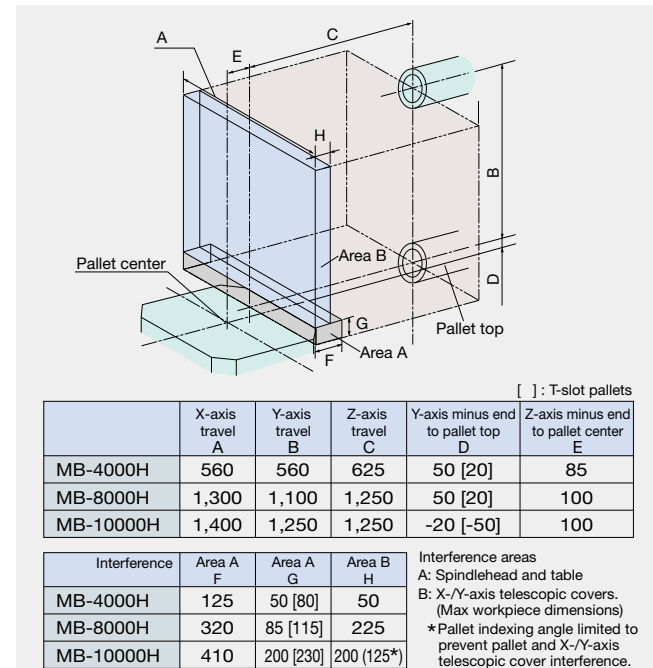 A
E
C
H
B
Area B
Pallet center
D
G
Pallet top
F
Area A
[ ] : T-slot pallets
X-axis travel A
Y-axis travel B
Z-axis travel C
Y-axis minus end to pallet top D
Z-axis minus end to pallet center E
MB-4000H 560 560 625 50 [20] 85
MB-8000H 1,300 1,100 1,250 50 [20] 100
MB-10000H 1,400 1,250 1,250 -20 [-50] 100
Interference
Area A F
Area A G
Area B H
MB-4000H 125 50 [80] 50
MB-8000H 320 85 [115] 225
MB-10000H 410 200 [230] 200 (125*)
Interference areas
A: Spindlehead and table
B: X-/Y-axis telescopic covers.
(Max workpiece dimensions)
*Pallet indexing angle limited to
prevent pallet and X-/Y-axis
telescopic cover interference.